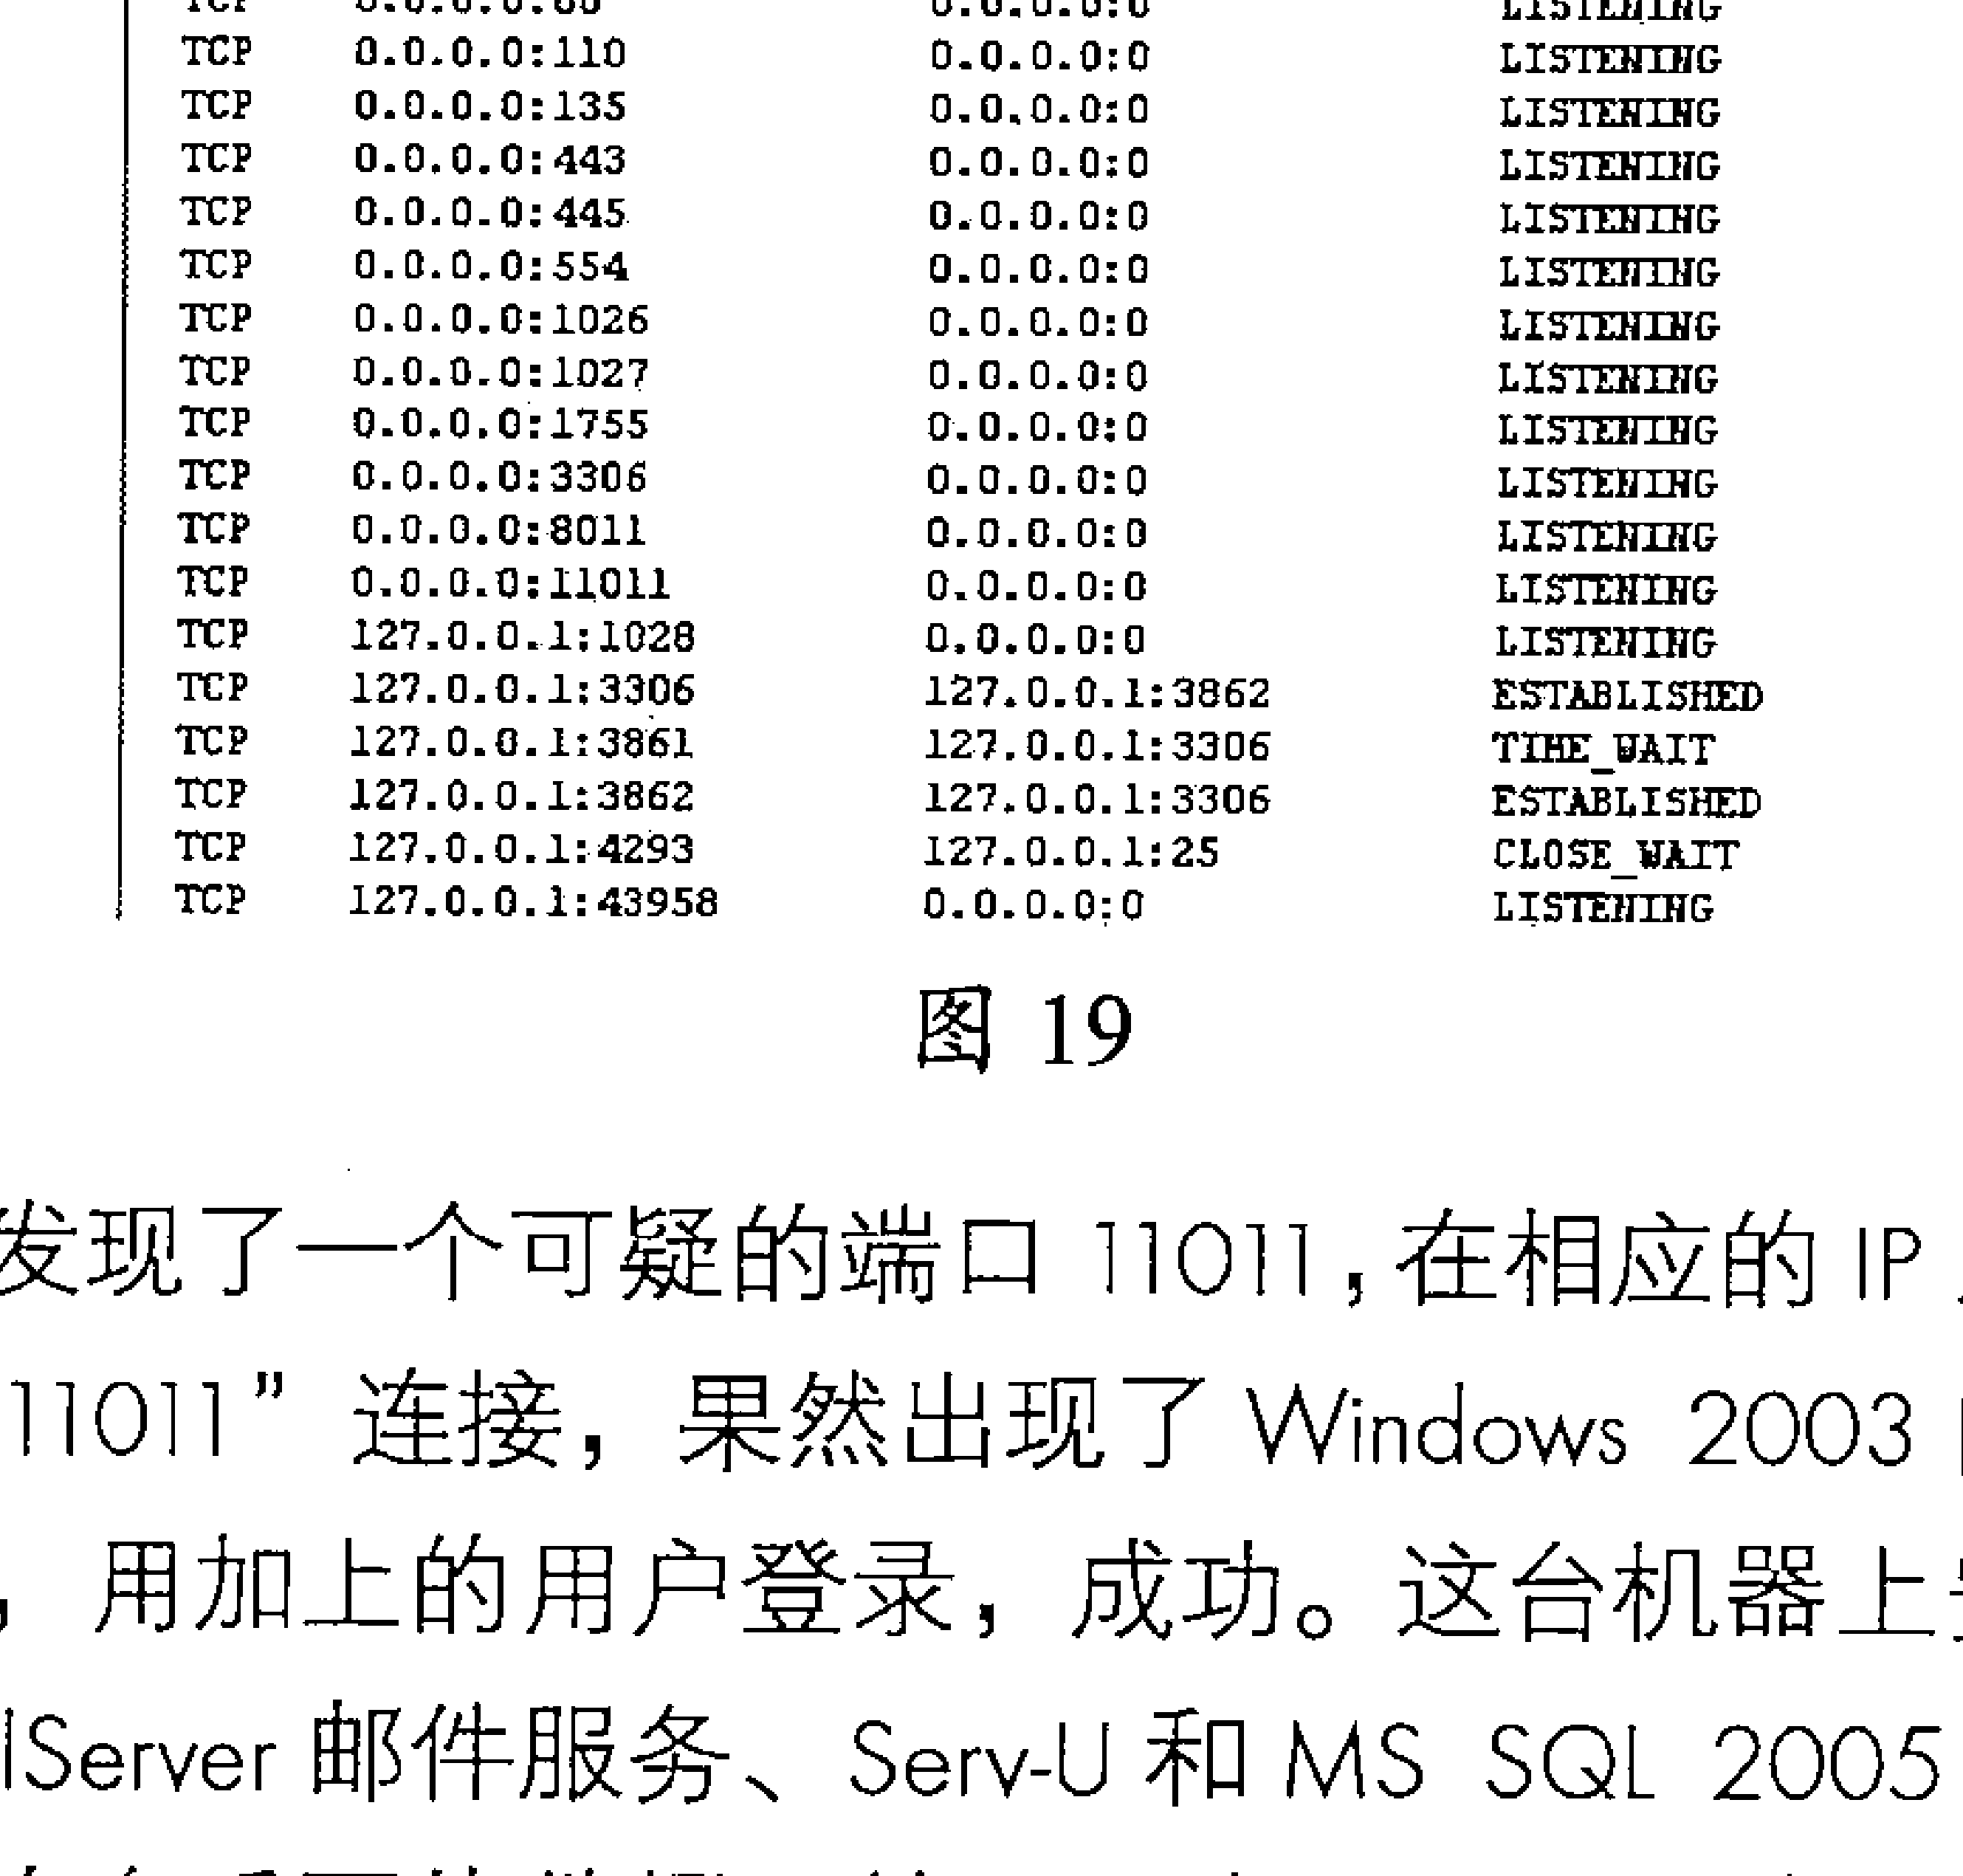 TCP 0.0.0.0:80 0.0.0.0:0 LISTENING
TCP 0.0.0.0:110 0.0.0.0:0 LISTENING
TCP 0.0.0.0:135 0.0.0.0:0 LISTENING
TCP 0.0.0.0:443 0.0.0.0:0 LISTENING
TCP 0.0.0.0:445 0.0.0.0:0 LISTENING
TCP 0.0.0.0:554 0.0.0.0:0 LISTENING
TCP 0.0.0.0:1026 0.0.0.0:0 LISTENING
TCP 0.0.0.0:1027 0.0.0.0:0 LISTENING
TCP 0.0.0.0:1755 0.0.0.0:0 LISTENING
TCP 0.0.0.0:3306 0.0.0.0:0 LISTENING
TCP 0.0.0.0:8011 0.0.0.0:0 LISTENING
TCP 0.0.0.0:11011 0.0.0.0:0 LISTENING
TCP 127.0.0.1:1028 0.0.0.0:0 LISTENING
TCP 127.0.0.1:3306 127.0.0.1:3862 ESTABLISHED
TCP 127.0.0.1:3861 127.0.0.1:3306 TIME_WAIT
TCP 127.0.0.1:3862 127.0.0.1:3306 ESTABLISHED
TCP 127.0.0.1:4293 127.0.0.1:25 CLOSE_WAIT
TCP 127.0.0.1:43958 0.0.0.0:0 LISTENING
图 19
发现了一个可疑的端口 11011，在相应的 IP
11011” 连接，果然出现了 Windows 2003
，用加上的用户登录，成功。这台机器上
lServer 邮件服务、Serv-U 和 MS SQL 2005